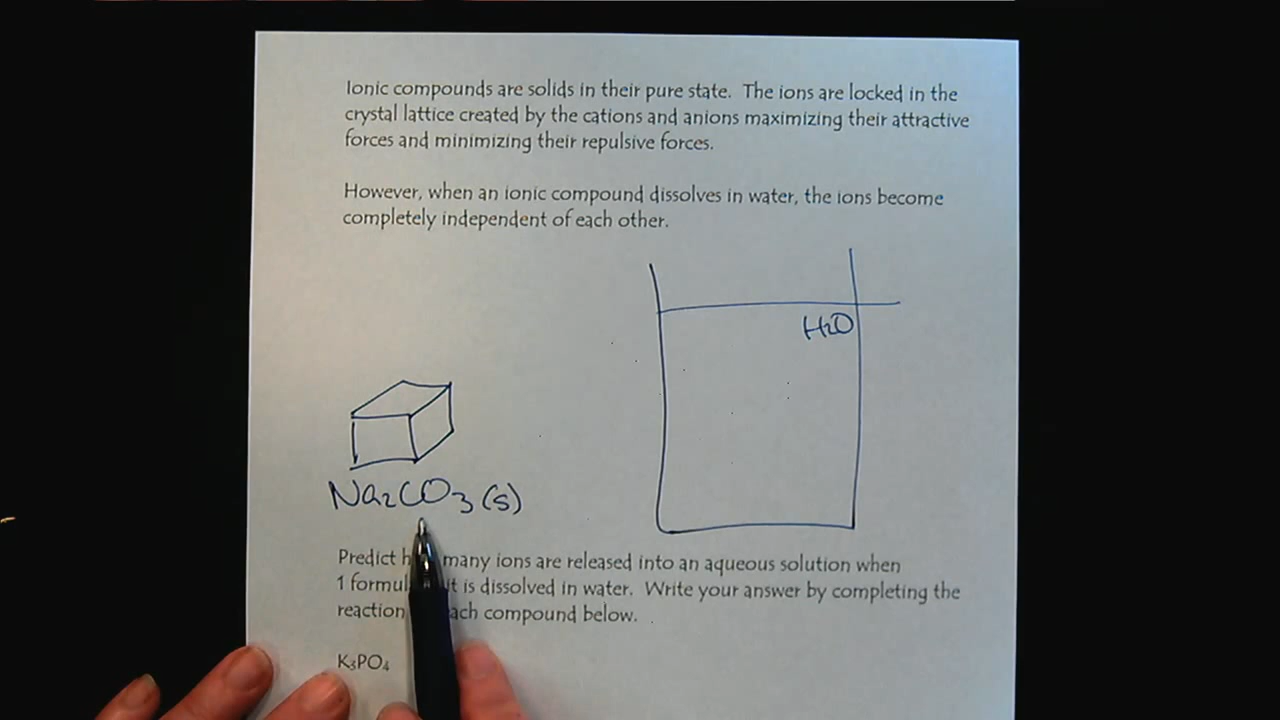 Ionic compounds are solids in their pure state. The ions are locked in the
crystal lattice created by the cations and anions maximizing their attractive
forces and minimizing their repulsive forces.
However, when an ionic compound dissolves in water, the ions become
completely independent of each other.
H2O
Na2CO3(s)
Predict many ions are released into an aqueous solution when
1 is dissolved in water. Write your answer by completing the
reaction compound below.
K₃PO₄